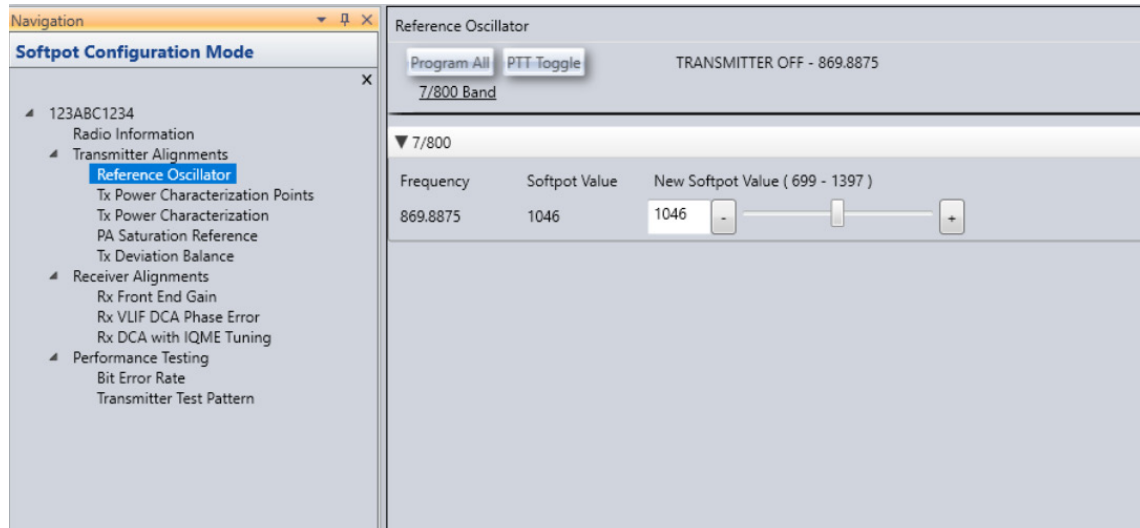 Navigation
Softpot Configuration Mode
X
123ABC1234
Radio Information
Transmitter Alignments
Reference Oscillator
Tx Power Characterization Points
Tx Power Characterization
PA Saturation Reference
Tx Deviation Balance
Receiver Alignments
Rx Front End Gain
Rx VLIF DCA Phase Error
Rx DCA with IQME Tuning
Performance Testing
Bit Error Rate
Transmitter Test Pattern
Reference Oscillator
Program All PTT Toggle TRANSMITTER OFF - 869.8875
7/800 Band
7/800
Frequency Softpot Value New Softpot Value ( 699 - 1397 )
869.8875 1046 1046 - +